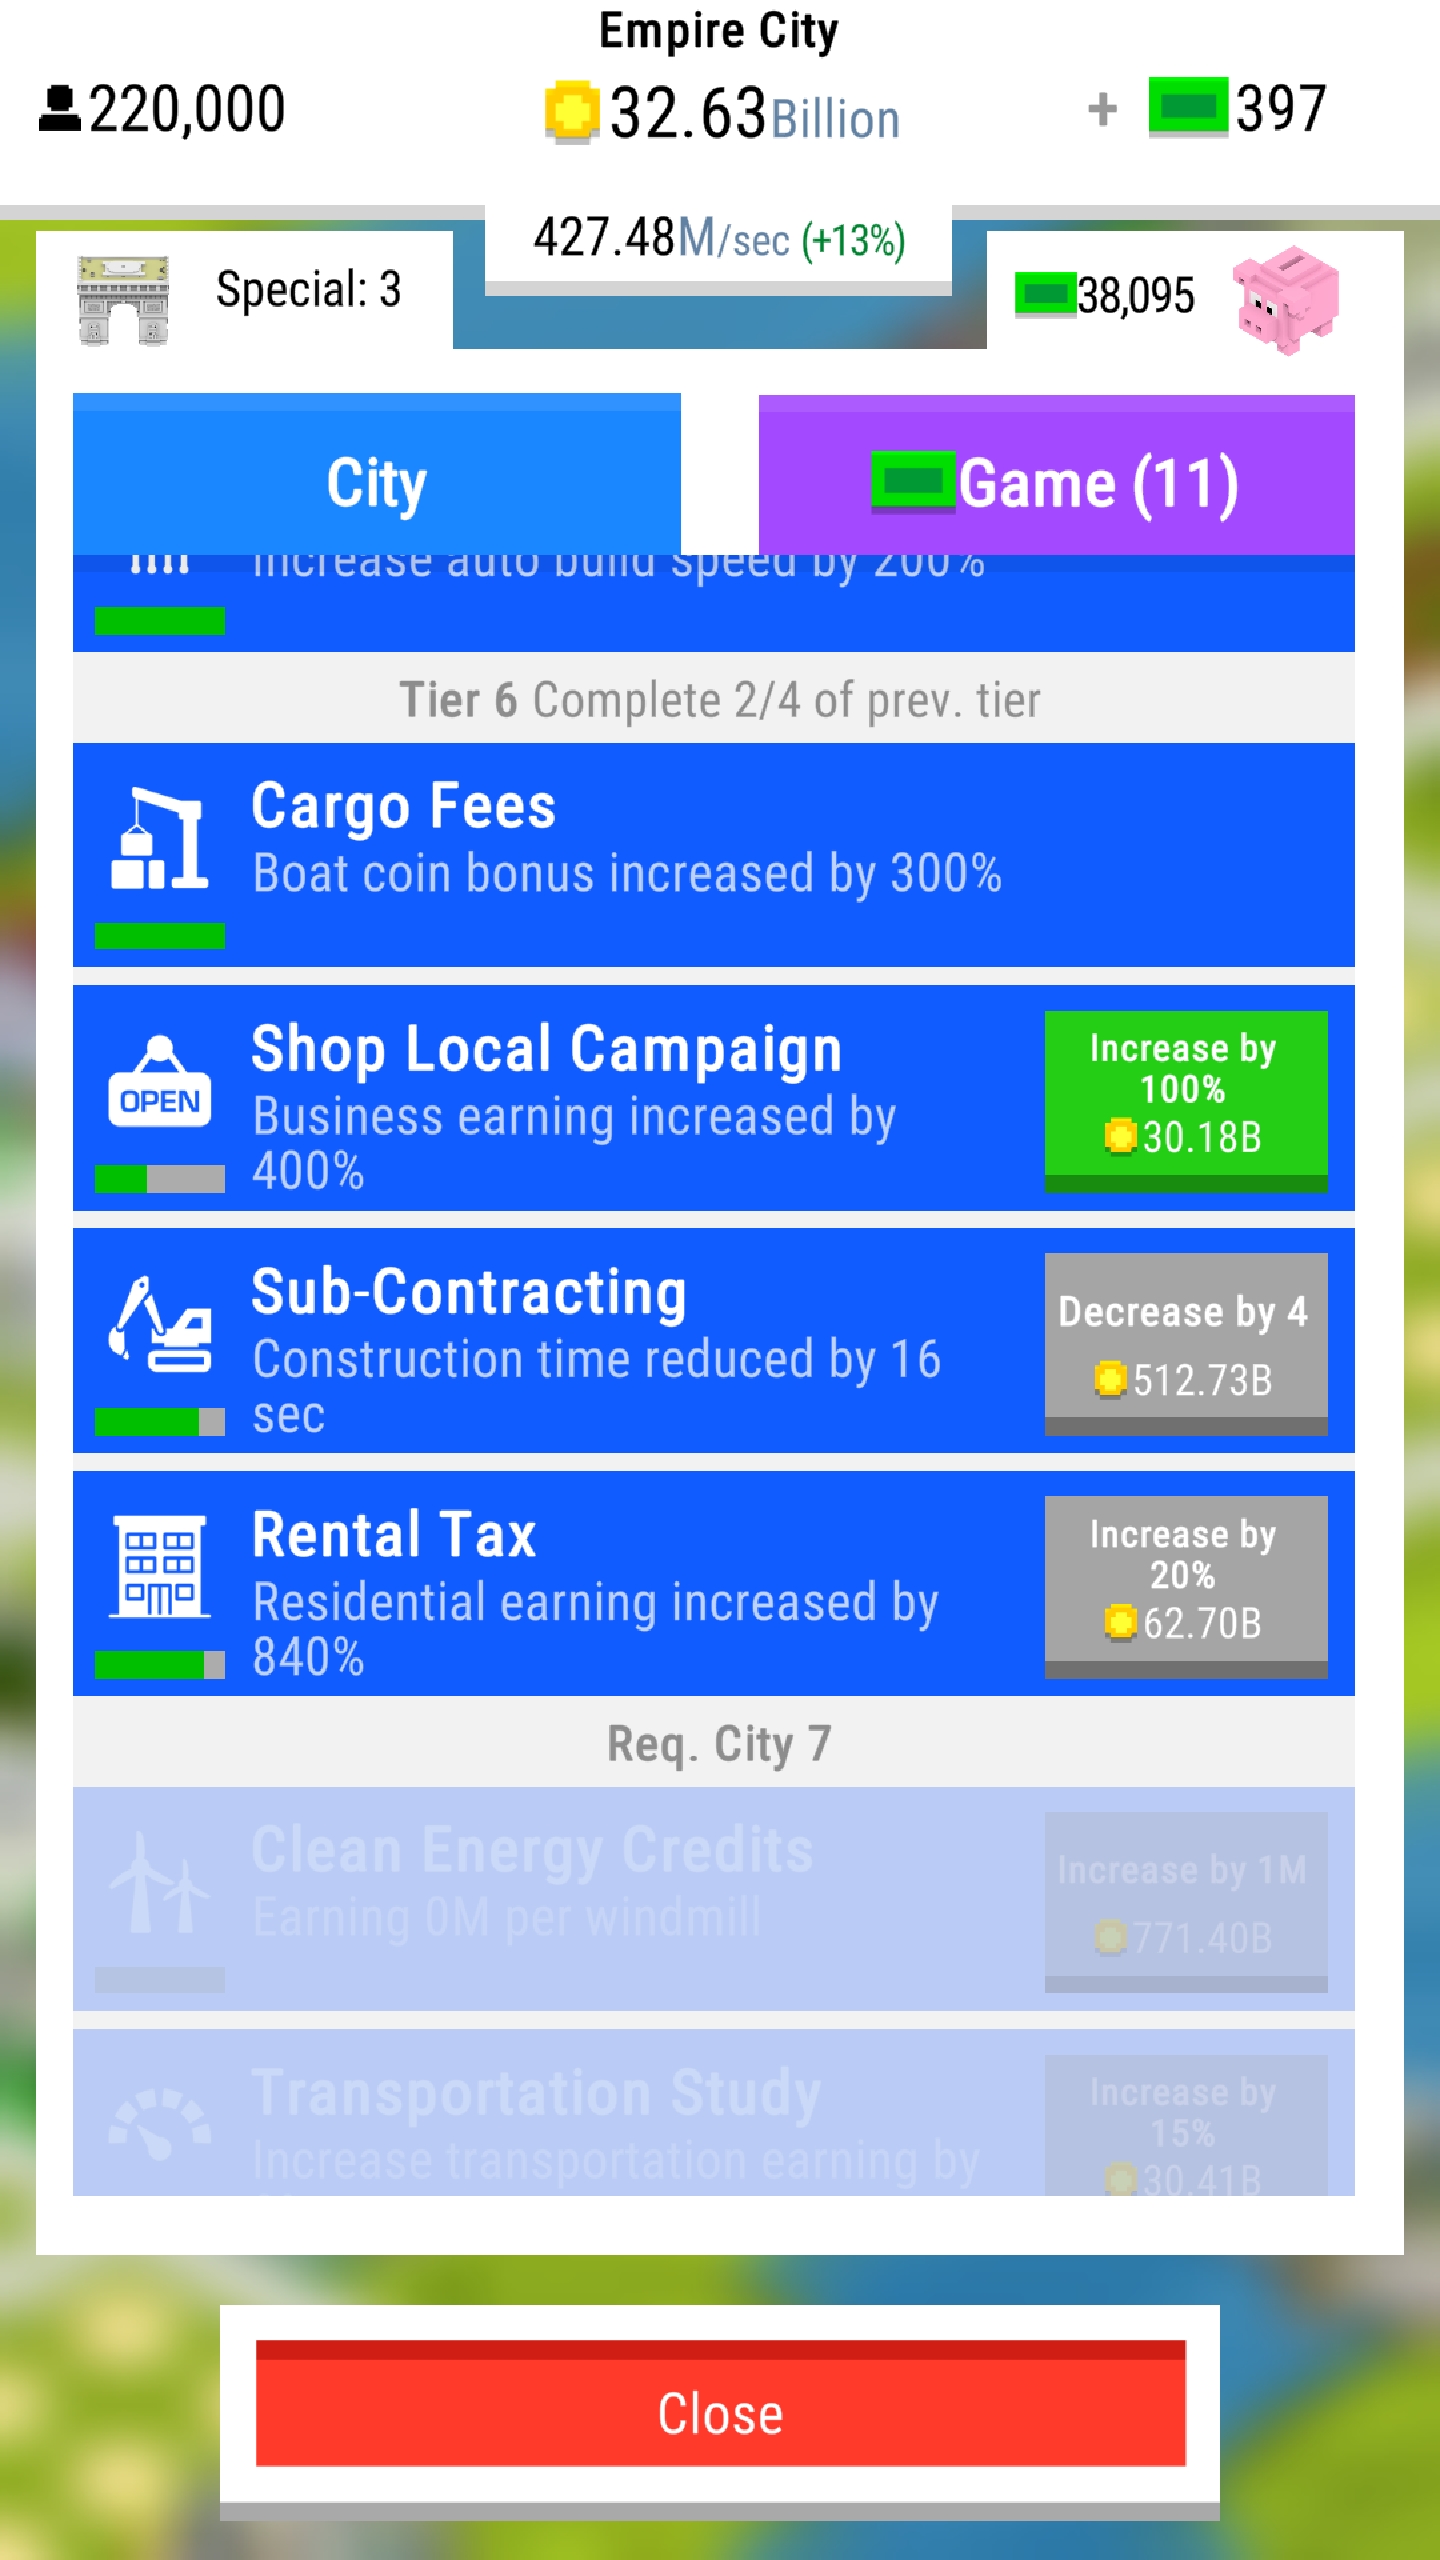 Empire City
220,000
32.63Billion
+ 397
427.48M/sec (+13%)
Special: 3
38,095
City
Game (11)
Increase auto build speed by 200%
Tier 6 Complete 2/4 of prev. tier
Cargo Fees
Boat coin bonus increased by 300%
Shop Local Campaign
OPEN
Business earning increased by
400%
Increase by
100%
30.18B
Sub-Contracting
Construction time reduced by 16
sec
Decrease by 4
512.73B
Rental Tax
Residential earning increased by
840%
Increase by
20%
62.70B
Req. City 7
Clean Energy Credits
Earning 0M per windmill
Increase by 1M
771.40B
Transportation Study
Increase transportation earning by
Increase by
15%
30.41B
Close